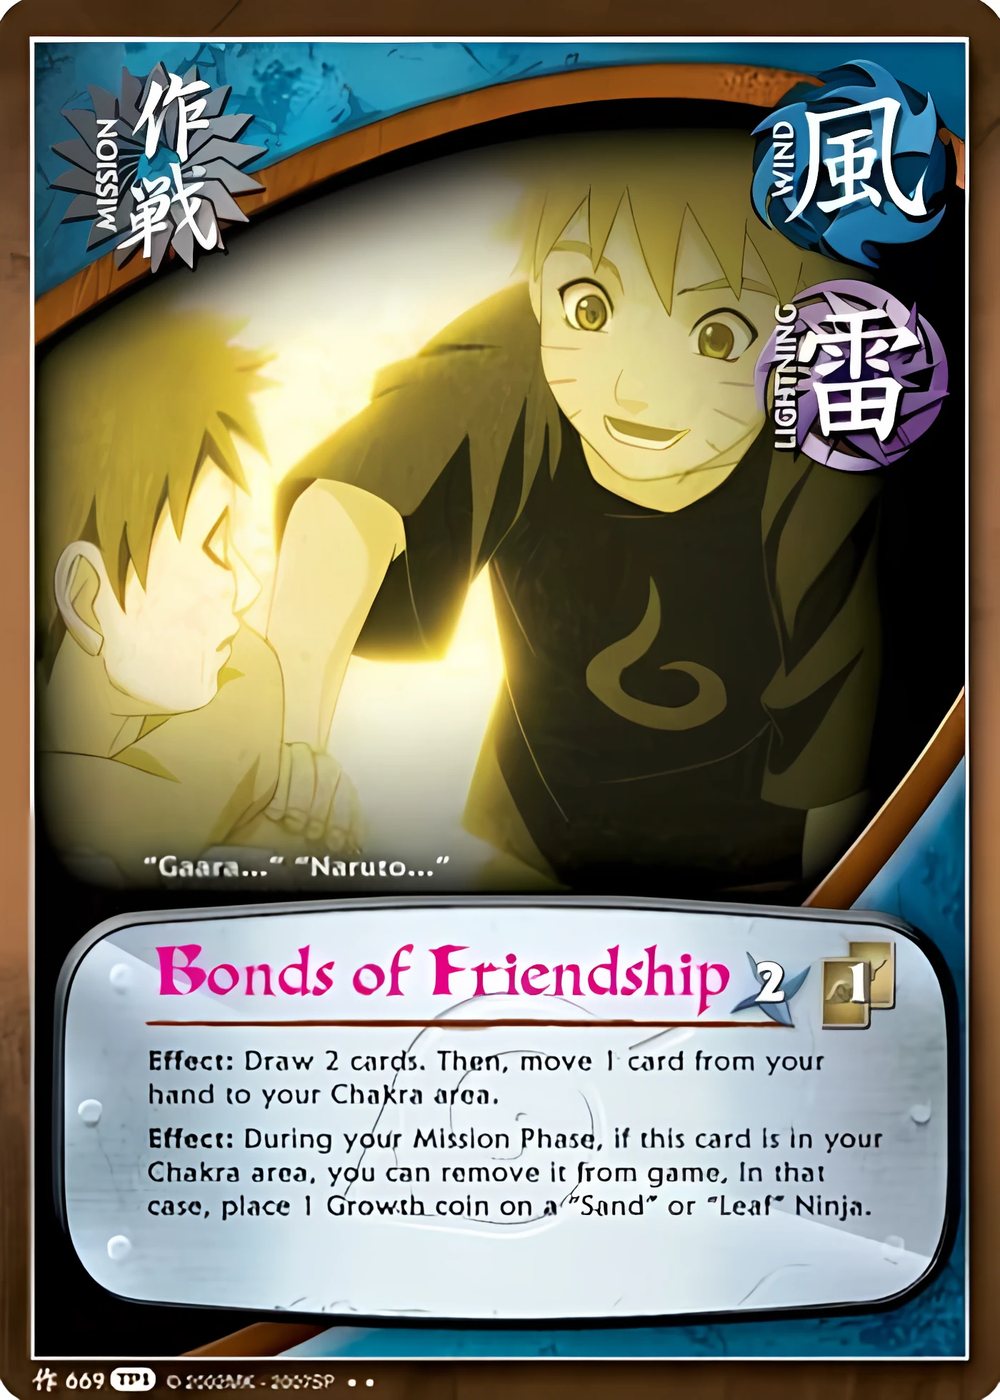 作戦
MISSION
風
WIND
雷
LIGHTNING
"Gaara..." "Naruto..."
Bonds of Friendship 2 1
Effect: Draw 2 cards. Then, move 1 card from your
hand to your Chakra area.
Effect: During your Mission Phase, if this card is in your
Chakra area, you can remove it from game. In that
case, place 1 Growth coin on a "Sand" or "Leaf" Ninja.
作 669 TP1 ©